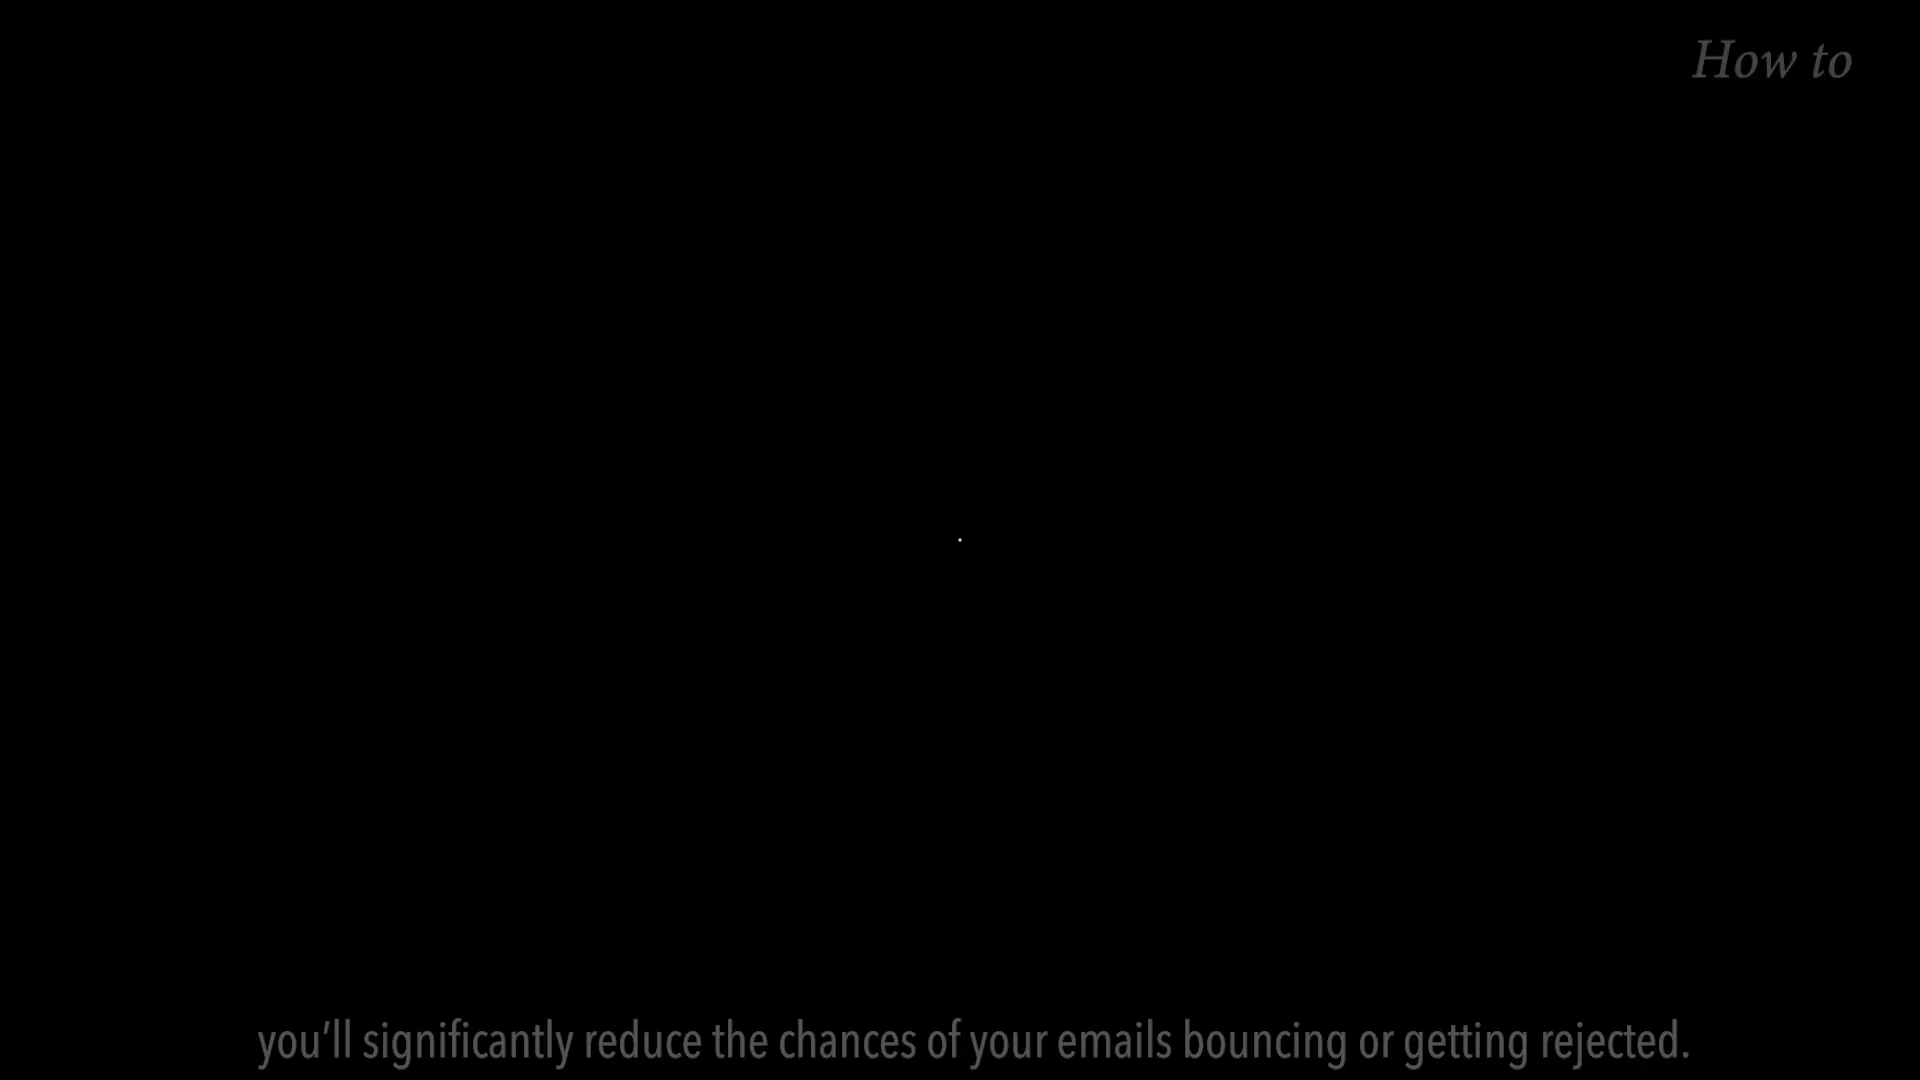 How to
you’ll significantly reduce the chances of your emails bouncing or getting rejected.